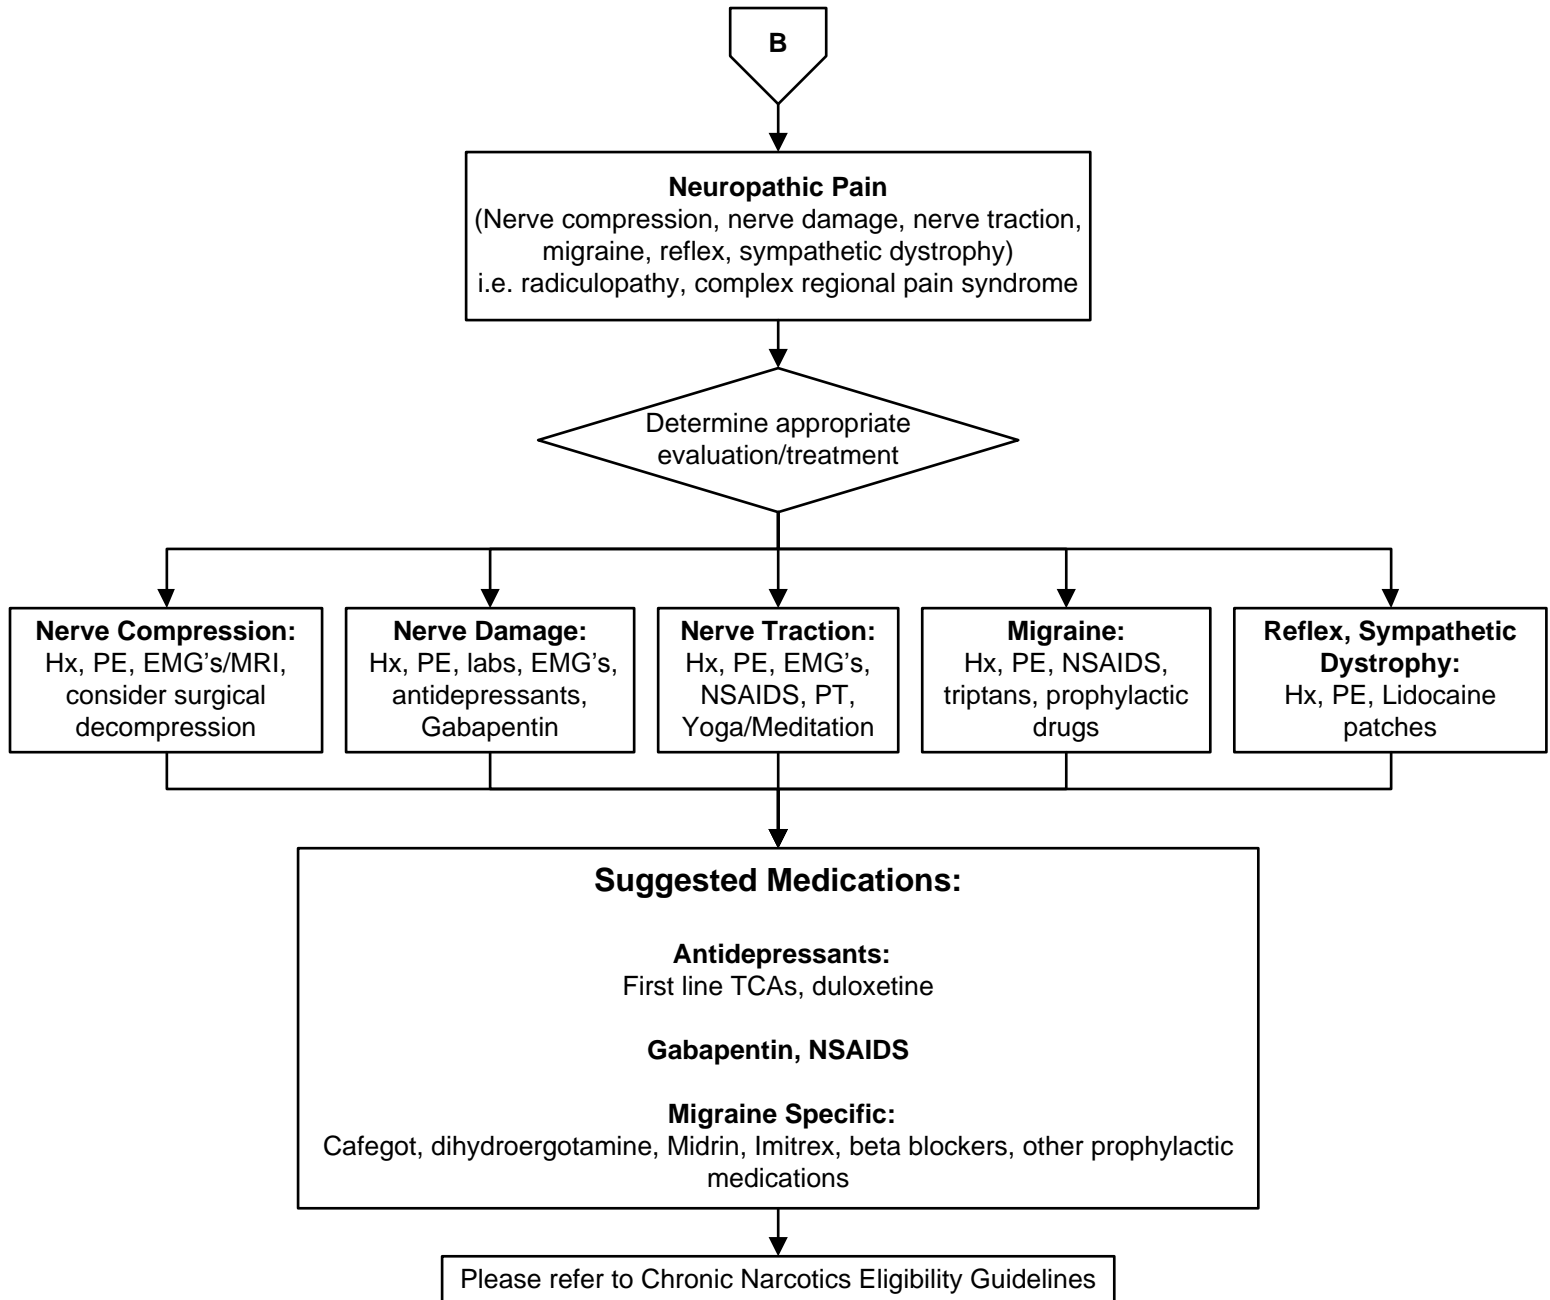 B
Neuropathic Pain
(Nerve compression, nerve damage, nerve traction,
migraine, reflex, sympathetic dystrophy)
i.e. radiculopathy, complex regional pain syndrome
Determine appropriate
evaluation/treatment
Nerve Compression:
Hx, PE, EMG’s/MRI,
consider surgical
decompression
Nerve Damage:
Hx, PE, labs, EMG’s,
antidepressants,
Gabapentin
Nerve Traction:
Hx, PE, EMG’s,
NSAIDS, PT,
Yoga/Meditation
Migraine:
Hx, PE, NSAIDS,
triptans, prophylactic
drugs
Reflex, Sympathetic
Dystrophy:
Hx, PE, Lidocaine
patches
Suggested Medications:
Antidepressants:
First line TCAs, duloxetine
Gabapentin, NSAIDS
Migraine Specific:
Cafegot, dihydroergotamine, Midrin, Imitrex, beta blockers, other prophylactic
medications
Please refer to Chronic Narcotics Eligibility Guidelines